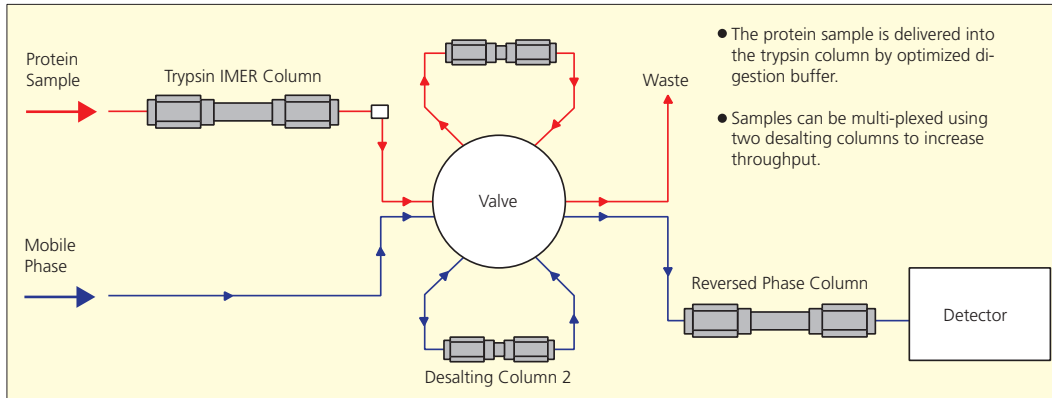 Protein
Sample
Trypsin IMER Column
Waste
● The protein sample is delivered into
the trypsin column by optimized di-
gestion buffer.
● Samples can be multi-plexed using
two desalting columns to increase
throughput.
Valve
Mobile
Phase
Reversed Phase Column
Detector
Desalting Column 2